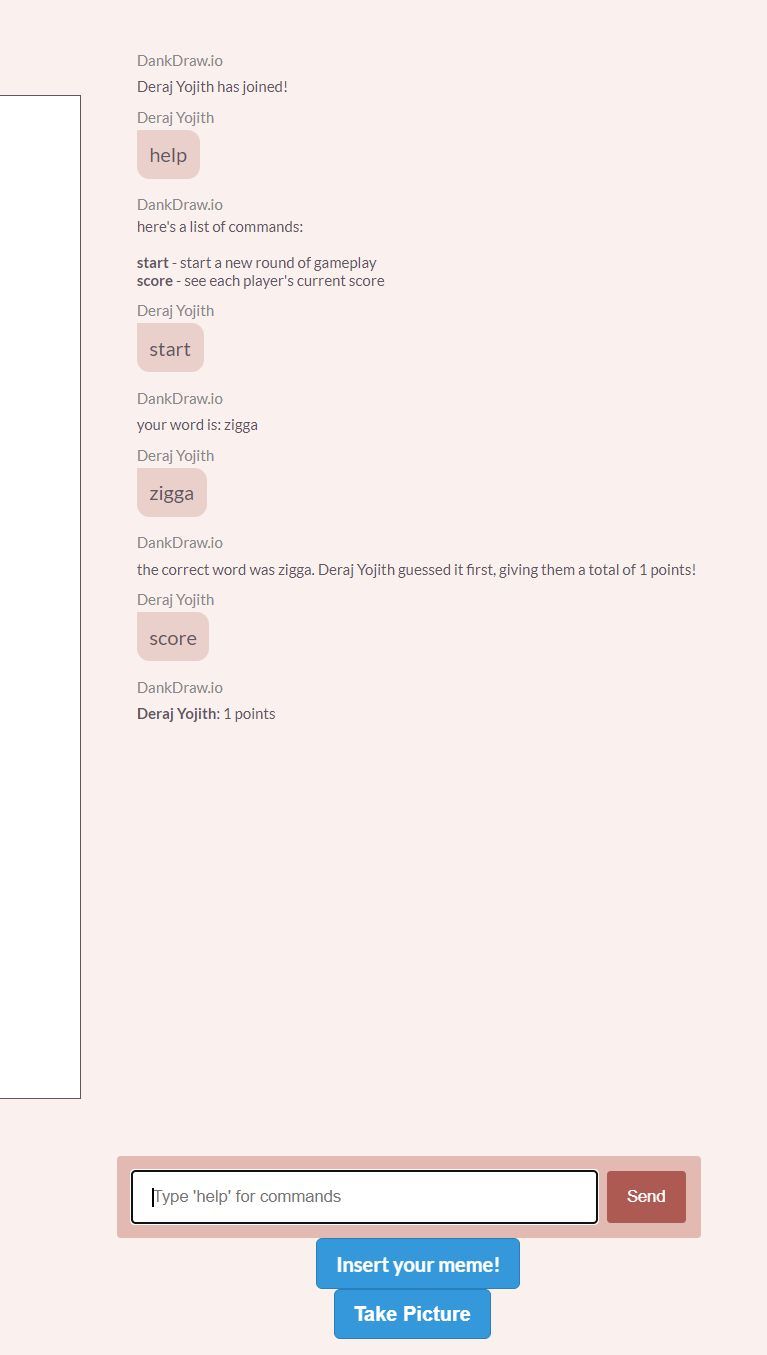 DankDraw.io
Deraj Yojith has joined!
Deraj Yojith
help
DankDraw.io
here's a list of commands:
start - start a new round of gameplay
score - see each player's current score
Deraj Yojith
start
DankDraw.io
your word is: zigga
Deraj Yojith
zigga
DankDraw.io
the correct word was zigga. Deraj Yojith guessed it first, giving them a total of 1 points!
Deraj Yojith
score
DankDraw.io
Deraj Yojith: 1 points
Type 'help' for commands
Send
Insert your meme!
Take Picture